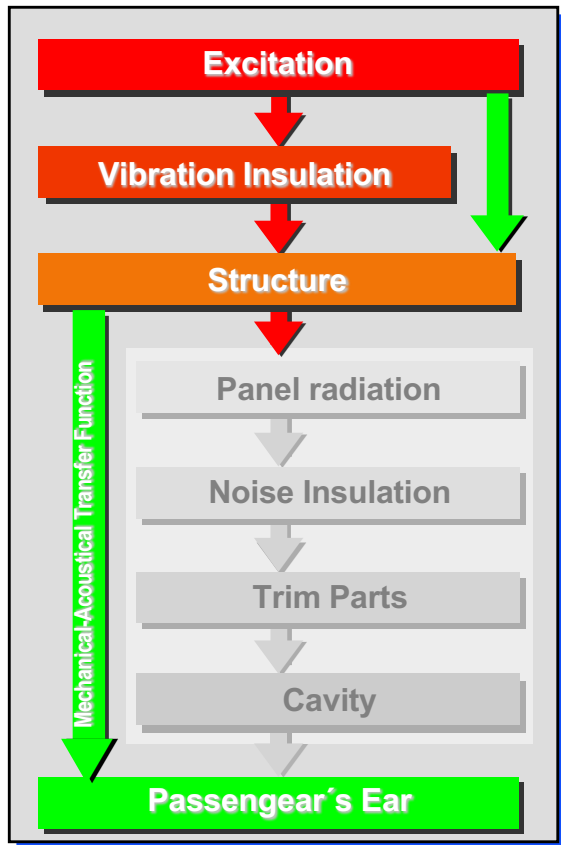 Excitation
Vibration Insulation
Structure
Mechanical-Acoustical Transfer Function
Panel radiation
Noise Insulation
Trim Parts
Cavity
Passengear´s Ear